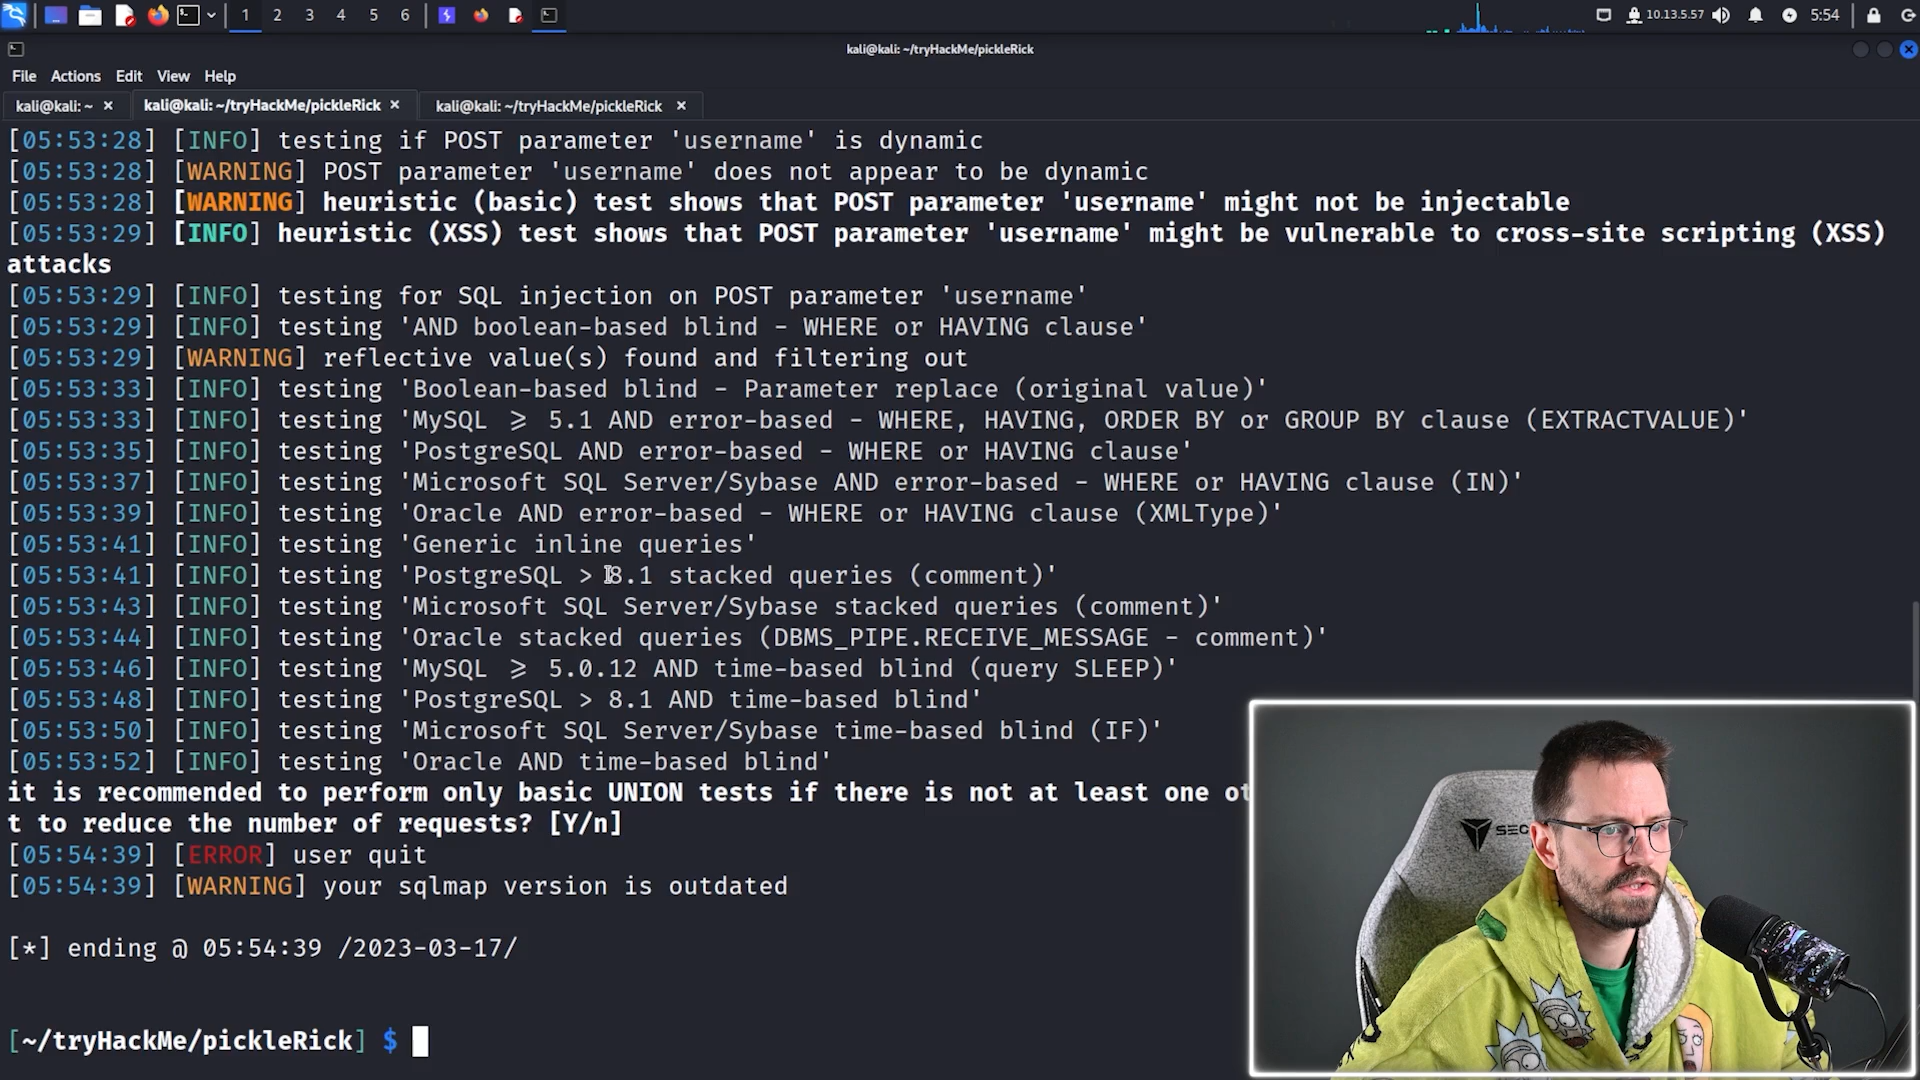 1 2 3 4 5 6 10.13.5.57 5:54
kali@kali: ~/tryHackMe/pickleRick
File Actions Edit View Help
kali@kali: ~ × kali@kali: ~/tryHackMe/pickleRick × kali@kali: ~/tryHackMe/pickleRick ×
[05:53:28] [INFO] testing if POST parameter 'username' is dynamic
[05:53:28] [WARNING] POST parameter 'username' does not appear to be dynamic
[05:53:28] [WARNING] heuristic (basic) test shows that POST parameter 'username' might not be injectable
[05:53:29] [INFO] heuristic (XSS) test shows that POST parameter 'username' might be vulnerable to cross-site scripting (XSS)
attacks
[05:53:29] [INFO] testing for SQL injection on POST parameter 'username'
[05:53:29] [INFO] testing 'AND boolean-based blind - WHERE or HAVING clause'
[05:53:29] [WARNING] reflective value(s) found and filtering out
[05:53:33] [INFO] testing 'Boolean-based blind - Parameter replace (original value)'
[05:53:33] [INFO] testing 'MySQL ≥ 5.1 AND error-based - WHERE, HAVING, ORDER BY or GROUP BY clause (EXTRACTVALUE)'
[05:53:35] [INFO] testing 'PostgreSQL AND error-based - WHERE or HAVING clause'
[05:53:37] [INFO] testing 'Microsoft SQL Server/Sybase AND error-based - WHERE or HAVING clause (IN)'
[05:53:39] [INFO] testing 'Oracle AND error-based - WHERE or HAVING clause (XMLType)'
[05:53:41] [INFO] testing 'Generic inline queries'
[05:53:41] [INFO] testing 'PostgreSQL > 8.1 stacked queries (comment)'
[05:53:43] [INFO] testing 'Microsoft SQL Server/Sybase stacked queries (comment)'
[05:53:44] [INFO] testing 'Oracle stacked queries (DBMS_PIPE.RECEIVE_MESSAGE - comment)'
[05:53:46] [INFO] testing 'MySQL ≥ 5.0.12 AND time-based blind (query SLEEP)'
[05:53:48] [INFO] testing 'PostgreSQL > 8.1 AND time-based blind'
[05:53:50] [INFO] testing 'Microsoft SQL Server/Sybase time-based blind (IF)'
[05:53:52] [INFO] testing 'Oracle AND time-based blind'
it is recommended to perform only basic UNION tests if there is not at least one ot
t to reduce the number of requests? [Y/n]
[05:54:39] [ERROR] user quit
[05:54:39] [WARNING] your sqlmap version is outdated
[*] ending @ 05:54:39 /2023-03-17/
[~/tryHackMe/pickleRick] $